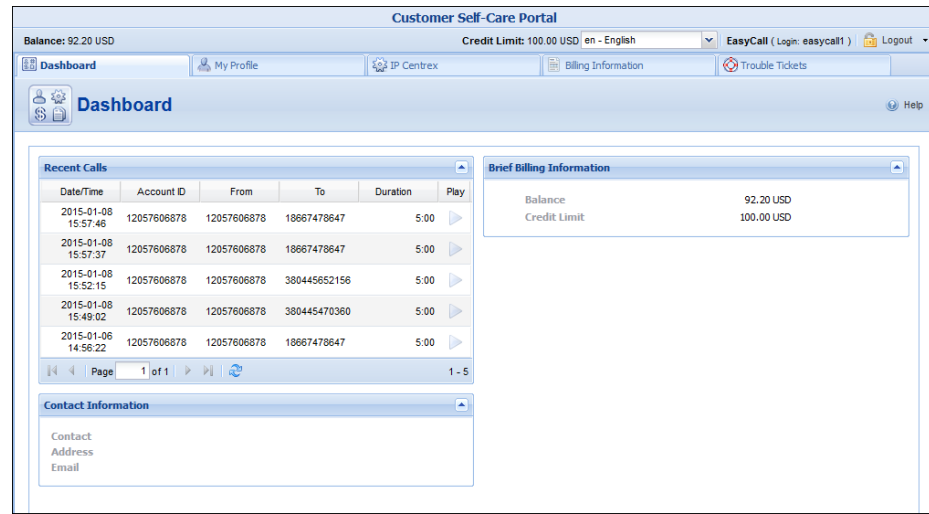 Customer Self-Care Portal
Balance: 92.20 USD Credit Limit: 100.00 USD en - English EasyCall ( Login: easycall1 ) Logout
Dashboard My Profile IP Centrex Billing Information Trouble Tickets
Dashboard Help
Recent Calls
Date/Time Account ID From To Duration Play
2015-01-08 15:57:46 12057606878 12057606878 18667478647 5:00
2015-01-08 15:57:37 12057606878 12057606878 18667478647 5:00
2015-01-08 15:52:15 12057606878 12057606878 380445652156 5:00
2015-01-08 15:49:02 12057606878 12057606878 380445470360 5:00
2015-01-06 14:56:22 12057606878 12057606878 18667478647 5:00
Page 1 of 1 1 - 5
Contact Information
Contact
Address
Email
Brief Billing Information
Balance 92.20 USD
Credit Limit 100.00 USD